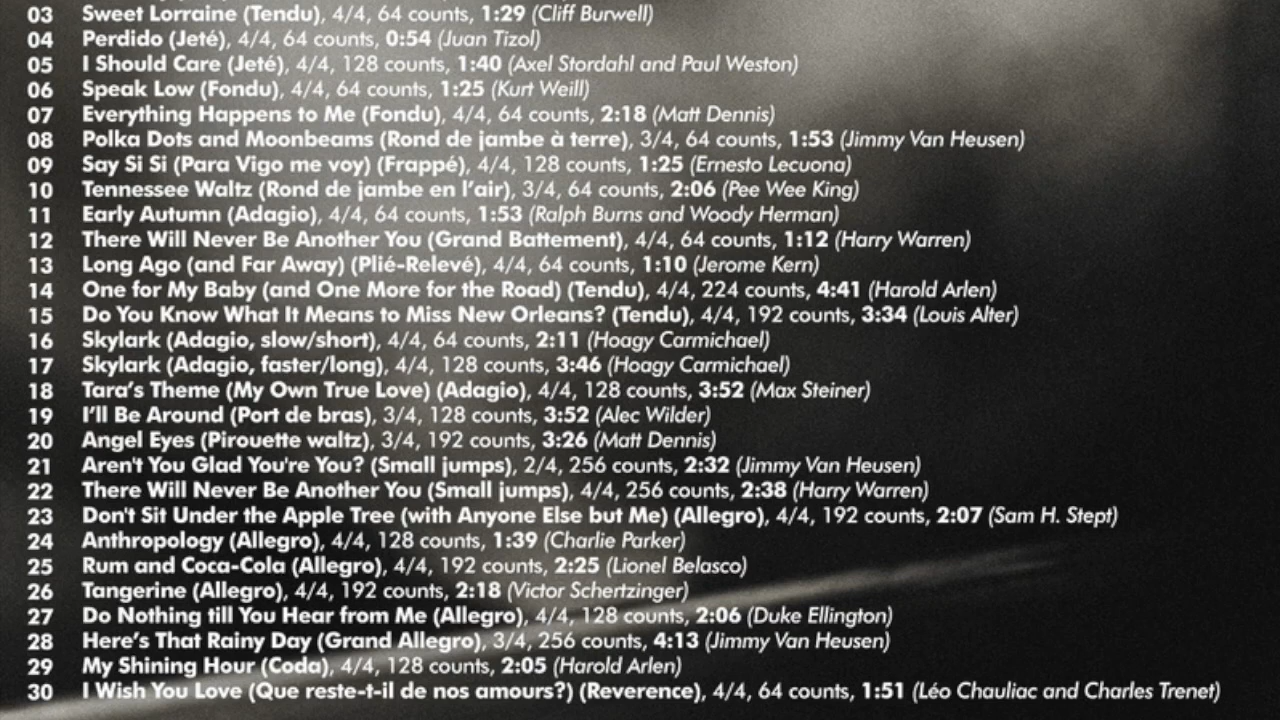 03 Sweet Lorraine (Tendu), 4/4, 64 counts, 1:29 (Cliff Burwell)
04 Perdido (Jeté), 4/4, 64 counts, 0:54 (Juan Tizol)
05 I Should Care (Jeté), 4/4, 128 counts, 1:40 (Axel Stordahl and Paul Weston)
06 Speak Low (Fondu), 4/4, 64 counts, 1:25 (Kurt Weill)
07 Everything Happens to Me (Fondu), 4/4, 64 counts, 2:18 (Matt Dennis)
08 Polka Dots and Moonbeams (Rond de jambe à terre), 3/4, 64 counts, 1:53 (Jimmy Van Heusen)
09 Say Si Si (Para Vigo me voy) (Frappé), 4/4, 128 counts, 1:25 (Ernesto Lecuona)
10 Tennessee Waltz (Rond de jambe en l’air), 3/4, 64 counts, 2:06 (Pee Wee King)
11 Early Autumn (Adagio), 4/4, 64 counts, 1:53 (Ralph Burns and Woody Herman)
12 There Will Never Be Another You (Grand Battement), 4/4, 64 counts, 1:12 (Harry Warren)
13 Long Ago (and Far Away) (Plié-Relevé), 4/4, 64 counts, 1:10 (Jerome Kern)
14 One for My Baby (and One More for the Road) (Tendu), 4/4, 224 counts, 4:41 (Harold Arlen)
15 Do You Know What It Means to Miss New Orleans? (Tendu), 4/4, 192 counts, 3:34 (Louis Alter)
16 Skylark (Adagio, slow/short), 4/4, 64 counts, 2:11 (Hoagy Carmichael)
17 Skylark (Adagio, faster/long), 4/4, 128 counts, 3:46 (Hoagy Carmichael)
18 Tara’s Theme (My Own True Love) (Adagio), 4/4, 128 counts, 3:52 (Max Steiner)
19 I’ll Be Around (Port de bras), 3/4, 128 counts, 3:52 (Alec Wilder)
20 Angel Eyes (Pirouette waltz), 3/4, 192 counts, 3:26 (Matt Dennis)
21 Aren't You Glad You're You? (Small jumps), 2/4, 256 counts, 2:32 (Jimmy Van Heusen)
22 There Will Never Be Another You (Small jumps), 4/4, 256 counts, 2:38 (Harry Warren)
23 Don't Sit Under the Apple Tree (with Anyone Else but Me) (Allegro), 4/4, 192 counts, 2:07 (Sam H. Stept)
24 Anthropology (Allegro), 4/4, 128 counts, 1:39 (Charlie Parker)
25 Rum and Coca-Cola (Allegro), 4/4, 192 counts, 2:25 (Lionel Belasco)
26 Tangerine (Allegro), 4/4, 192 counts, 2:18 (Victor Schertzinger)
27 Do Nothing till You Hear from Me (Allegro), 4/4, 128 counts, 2:06 (Duke Ellington)
28 Here’s That Rainy Day (Grand Allegro), 3/4, 256 counts, 4:13 (Jimmy Van Heusen)
29 My Shining Hour (Coda), 4/4, 128 counts, 2:05 (Harold Arlen)
30 I Wish You Love (Que reste-t-il de nos amours?) (Reverence), 4/4, 64 counts, 1:51 (Léo Chauliac and Charles Trenet)